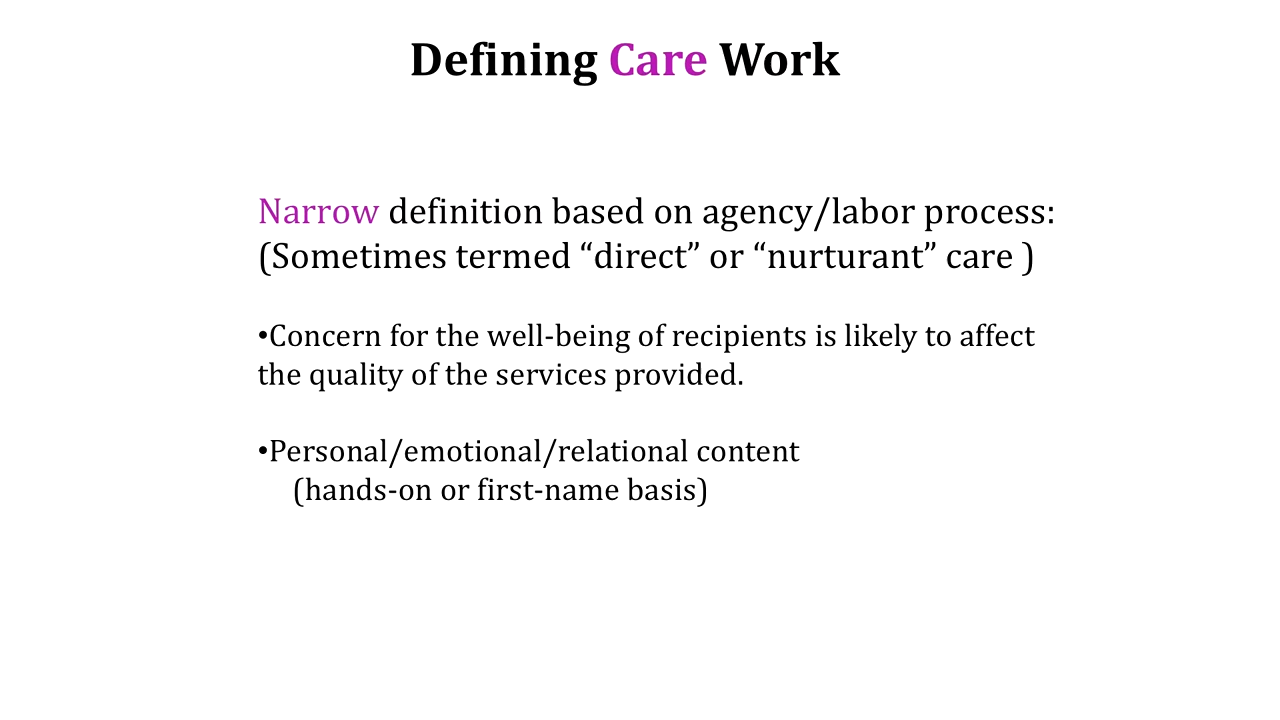 Defining Care Work
Narrow definition based on agency/labor process:
(Sometimes termed “direct” or “nurturant” care )
•Concern for the well-being of recipients is likely to affect
the quality of the services provided.
•Personal/emotional/relational content
(hands-on or first-name basis)